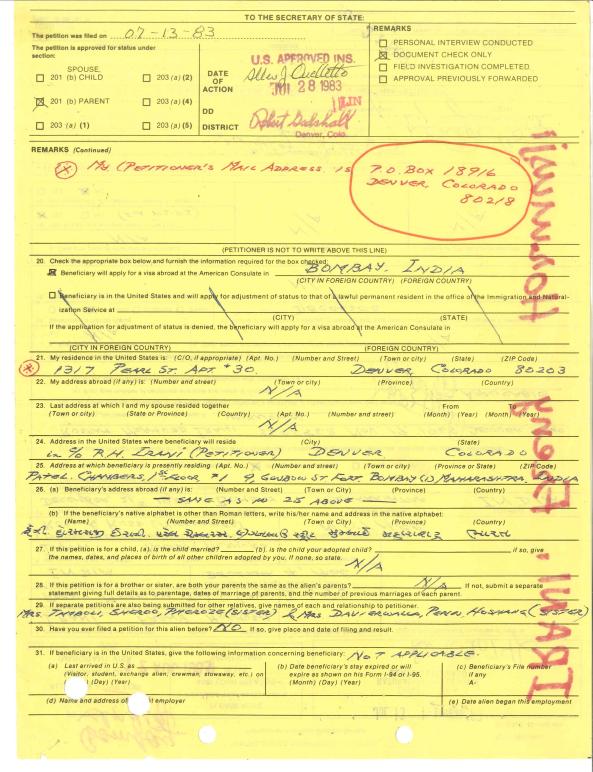 TO THE SECRETARY OF STATE:
The petition was filed on 07-13-83
The petition is approved for status under section:
SPOUSE,
201 (b) CHILD
203 (a) (2)
201 (b) PARENT
203 (a) (4)
203 (a) (1)
203 (a) (5)
DATE OF ACTION
DD
DISTRICT
U.S. APPROVED INS.
28 1983
LIN
Denver, Colo.
REMARKS
PERSONAL INTERVIEW CONDUCTED
DOCUMENT CHECK ONLY
FIELD INVESTIGATION COMPLETED
APPROVAL PREVIOUSLY FORWARDED
REMARKS (Continued)
My (PETITIONER'S MAIL ADDRESS IS P.O. BOX 18916
DENVER, COLORADO
80218
(PETITIONER IS NOT TO WRITE ABOVE THIS LINE)
20. Check the appropriate box below and furnish the information required for the box checked:
Beneficiary will apply for a visa abroad at the American Consulate in BOMBAY. INDIA
(CITY IN FOREIGN COUNTRY) (FOREIGN COUNTRY)
Beneficiary is in the United States and will apply for adjustment of status to that of a lawful permanent resident in the office of the Immigration and Natural-
ization Service at
(CITY) (STATE)
If the application for adjustment of status is denied, the beneficiary will apply for a visa abroad at the American Consulate in
(CITY IN FOREIGN COUNTRY) (FOREIGN COUNTRY)
21. My residence in the United States is: (C/O, if appropriate) (Apt. No.) (Number and Street) (Town or city) (State) (ZIP Code)
1317 PEARL ST. APT. #30. DENVER, COLORADO 80203
22. My address abroad (if any) is: (Number and street) (Town or city) (Province) (Country)
N/A
23. Last address at which I and my spouse resided together From To
(Town or city) (State or Province) (Country) (Apt. No.) (Number and street) (Month) (Year) (Month) (Year)
N/A
24. Address in the United States where beneficiary will reside (City) (State)
in c/o R.H. IRANI (PETITIONER) DENVER COLORADO
25. Address at which beneficiary is presently residing (Apt. No.) (Number and street) (Town or city) (Province or State) (ZIP Code)
PATEL CHAMBERS, 1ST FLOOR #1 9, ST FORT, BOMBAY (1) MAHARASHTRA, INDIA
26. (a) Beneficiary's address abroad (if any) is: (Number and Street) (Town or city) (Province) (Country)
SAME AS NO 25 ABOVE
(b) If the beneficiary's native alphabet is other than Roman letters, write his/her name and address in the native alphabet:
(Name) (Number and Street) (Town or city) (Province) (Country)
27. If this petition is for a child, (a). is the child married? (b). is the child your adopted child? If so, give
the names, dates, and places of birth of all other children adopted by you. If none, so state.
N/A
28. If this petition is for a brother or sister, are both your parents the same as the alien's parents? N/A If not, submit a separate
statement giving full details as to parentage, dates of marriage of parents, and the number of previous marriages of each parent.
29. If separate petitions are also being submitted for other relatives, give names of each and relationship to petitioner.
MRS. SHEROO, PHEROZE (SISTER) & MRS DAVIERWALLA, PERIN, HOSHANG (SISTER)
30. Have you ever filed a petition for this alien before? NO If so, give place and date of filing and result.
31. If beneficiary is in the United States, give the following information concerning beneficiary: NOT APPLICABLE.
(a) Last arrived in U.S. as
(Visitor, student, exchange alien, crewman, stowaway, etc.) on
(Day) (Year)
(b) Date beneficiary's stay expired or will
expire as shown on his Form I-94 or I-95.
(Month) (Day) (Year)
(c) Beneficiary's File number
if any
A-
(d) Name and address of employer
(e) Date alien began this employment
IRANI.